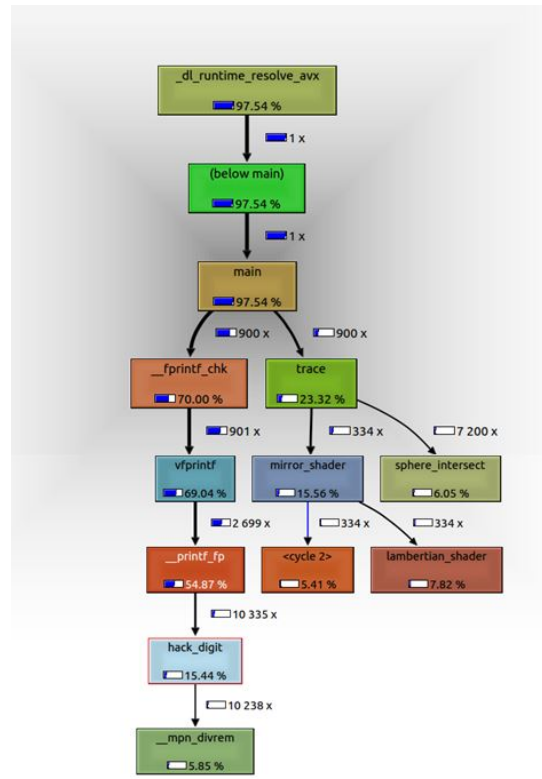 _dl_runtime_resolve_avx
97.54 %
1 x
(below main)
97.54 %
1 x
main
97.54 %
900 x
900 x
__fprintf_chk
70.00 %
trace
23.32 %
901 x
334 x
7 200 x
vfprintf
69.04 %
mirror_shader
15.56 %
sphere_intersect
6.05 %
2 699 x
334 x
334 x
__printf_fp
54.87 %
<cycle 2>
5.41 %
lambertian_shader
7.82 %
10 335 x
hack_digit
15.44 %
10 238 x
__mpn_divrem
5.85 %